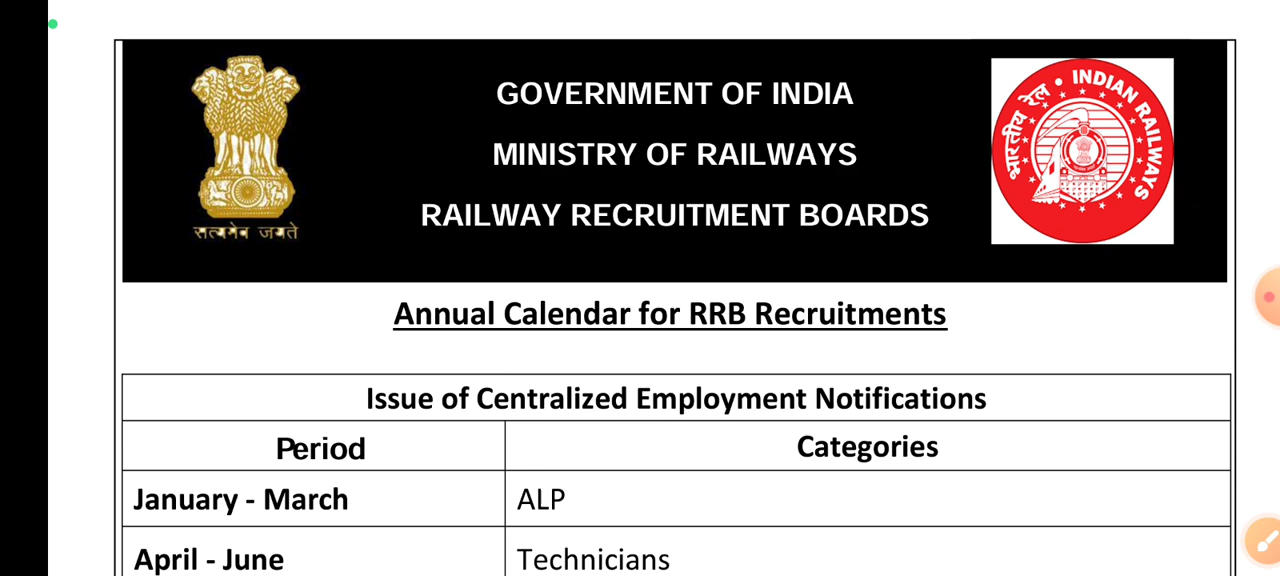 GOVERNMENT OF INDIA
MINISTRY OF RAILWAYS
RAILWAY RECRUITMENT BOARDS
सत्यमेव जयते
भारतीय रेल • INDIAN RAILWAYS
Annual Calendar for RRB Recruitments
Issue of Centralized Employment Notifications
Period Categories
January - March ALP
April - June Technicians